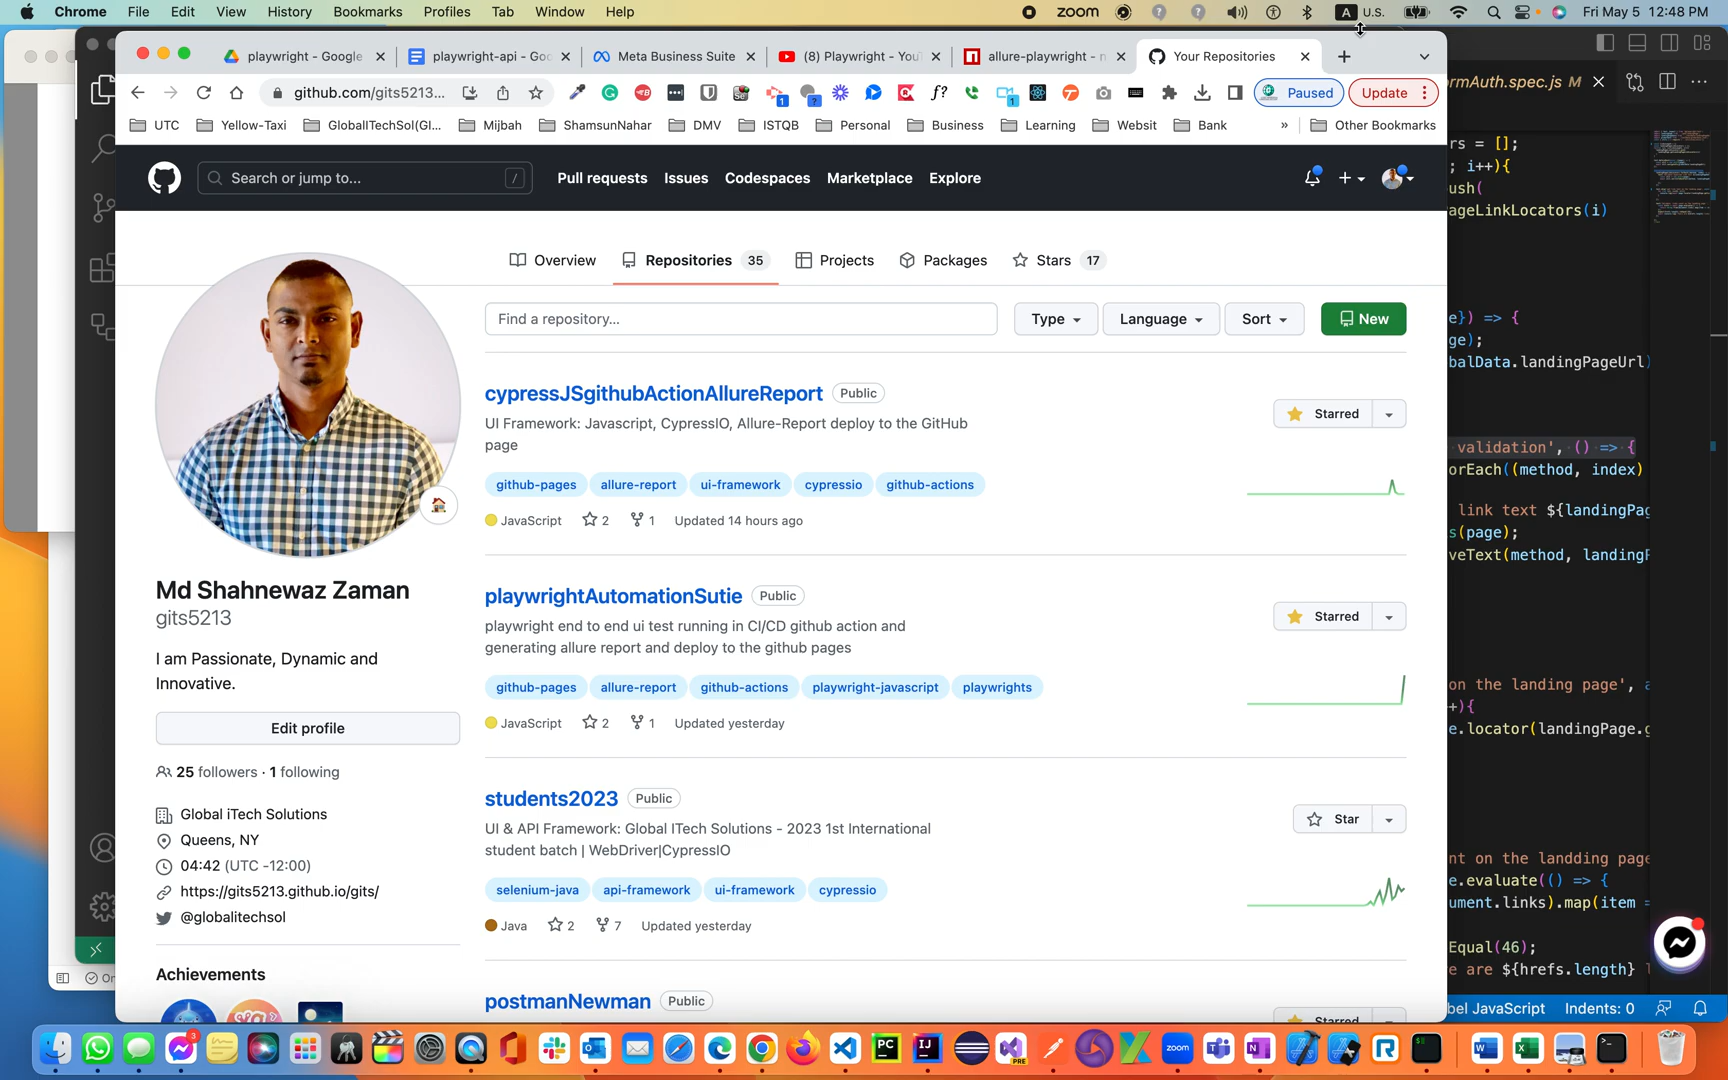 Chrome File Edit View History Bookmarks Profiles Tab Window Help zoom A U.S. Fri May 5 12:48 PM
playwright - Google playwright-api - Goo Meta Business Suite (8) Playwright - You allure-playwright - n Your Repositories
ormAuth.spec.js M
github.com/gits5213... Paused Update
UTC Yellow-Taxi GloballTechSol(Gl... Mijbah ShamsunNahar DMV ISTQB Personal Business Learning Websit Bank » Other Bookmarks
Search or jump to... / Pull requests Issues Codespaces Marketplace Explore
Overview Repositories 35 Projects Packages Stars 17
Find a repository... Type Language Sort New
cypressJSgithubActionAllureReport Public
UI Framework: Javascript, CypressIO, Allure-Report deploy to the GitHub
page
Starred
github-pages allure-report ui-framework cypressio github-actions
JavaScript 2 1 Updated 14 hours ago
playwrightAutomationSutie Public
playwright end to end ui test running in CI/CD github action and
generating allure report and deploy to the github pages
Starred
github-pages allure-report github-actions playwright-javascript playwrights
JavaScript 2 1 Updated yesterday
students2023 Public
UI & API Framework: Global ITech Solutions - 2023 1st International
student batch | WebDriver|CypressIO
Star
selenium-java api-framework ui-framework cypressio
Java 2 7 Updated yesterday
postmanNewman Public
Starred
Md Shahnewaz Zaman
gits5213
I am Passionate, Dynamic and
Innovative.
Edit profile
25 followers · 1 following
Global iTech Solutions
Queens, NY
04:42 (UTC -12:00)
https://gits5213.github.io/gits/
@globalitechsol
Achievements
rs = [];
; i++){
ush(
ageLinkLocators(i)
e}) => {
ge);
balData.landingPageUrl)
validation', () => {
orEach((method, index)
link text ${landingPag
s(page);
veText(method, landingP
on the landing page', a
+){
e.locator(landingPage.g
nt on the landding page
e.evaluate(() => {
ument.links).map(item =
Equal(46);
e are ${hrefs.length} l
bel JavaScript Indents: 0